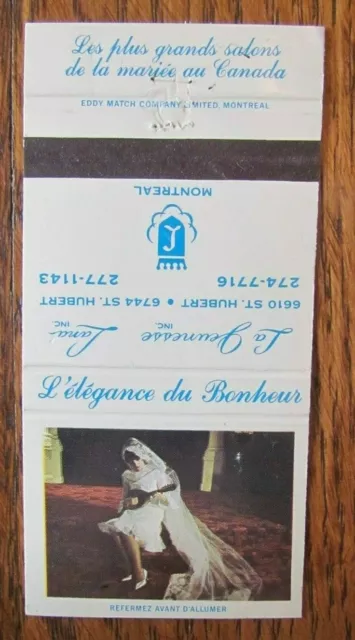 Les plus grands salons
de la mariée au Canada
EDDY MATCH COMPANY LIMITED, MONTREAL
La Jeunesse INC. Lana INC.
6610 ST. HUBERT • 6744 ST. HUBERT
274-7716 277-1143
MONTREAL
L'élégance du Bonheur
REFERMEZ AVANT D'ALLUMER